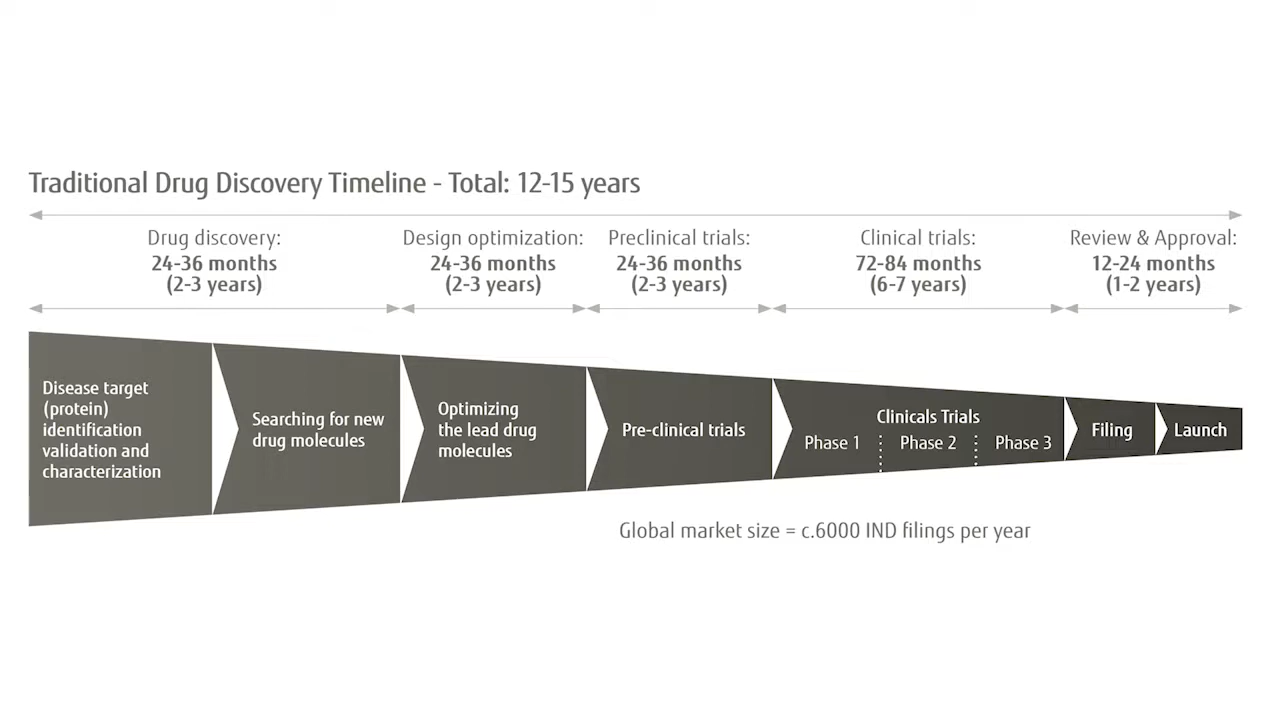 Traditional Drug Discovery Timeline - Total: 12-15 years
Drug discovery:
24-36 months
(2-3 years)
Design optimization:
24-36 months
(2-3 years)
Preclinical trials:
24-36 months
(2-3 years)
Clinical trials:
72-84 months
(6-7 years)
Review & Approval:
12-24 months
(1-2 years)
Disease target
(protein)
identification
validation and
characterization
Searching for new
drug molecules
Optimizing
the lead drug
molecules
Pre-clinical trials
Clinicals Trials
Phase 1
Phase 2
Phase 3
Filing
Launch
Global market size = c.6000 IND filings per year